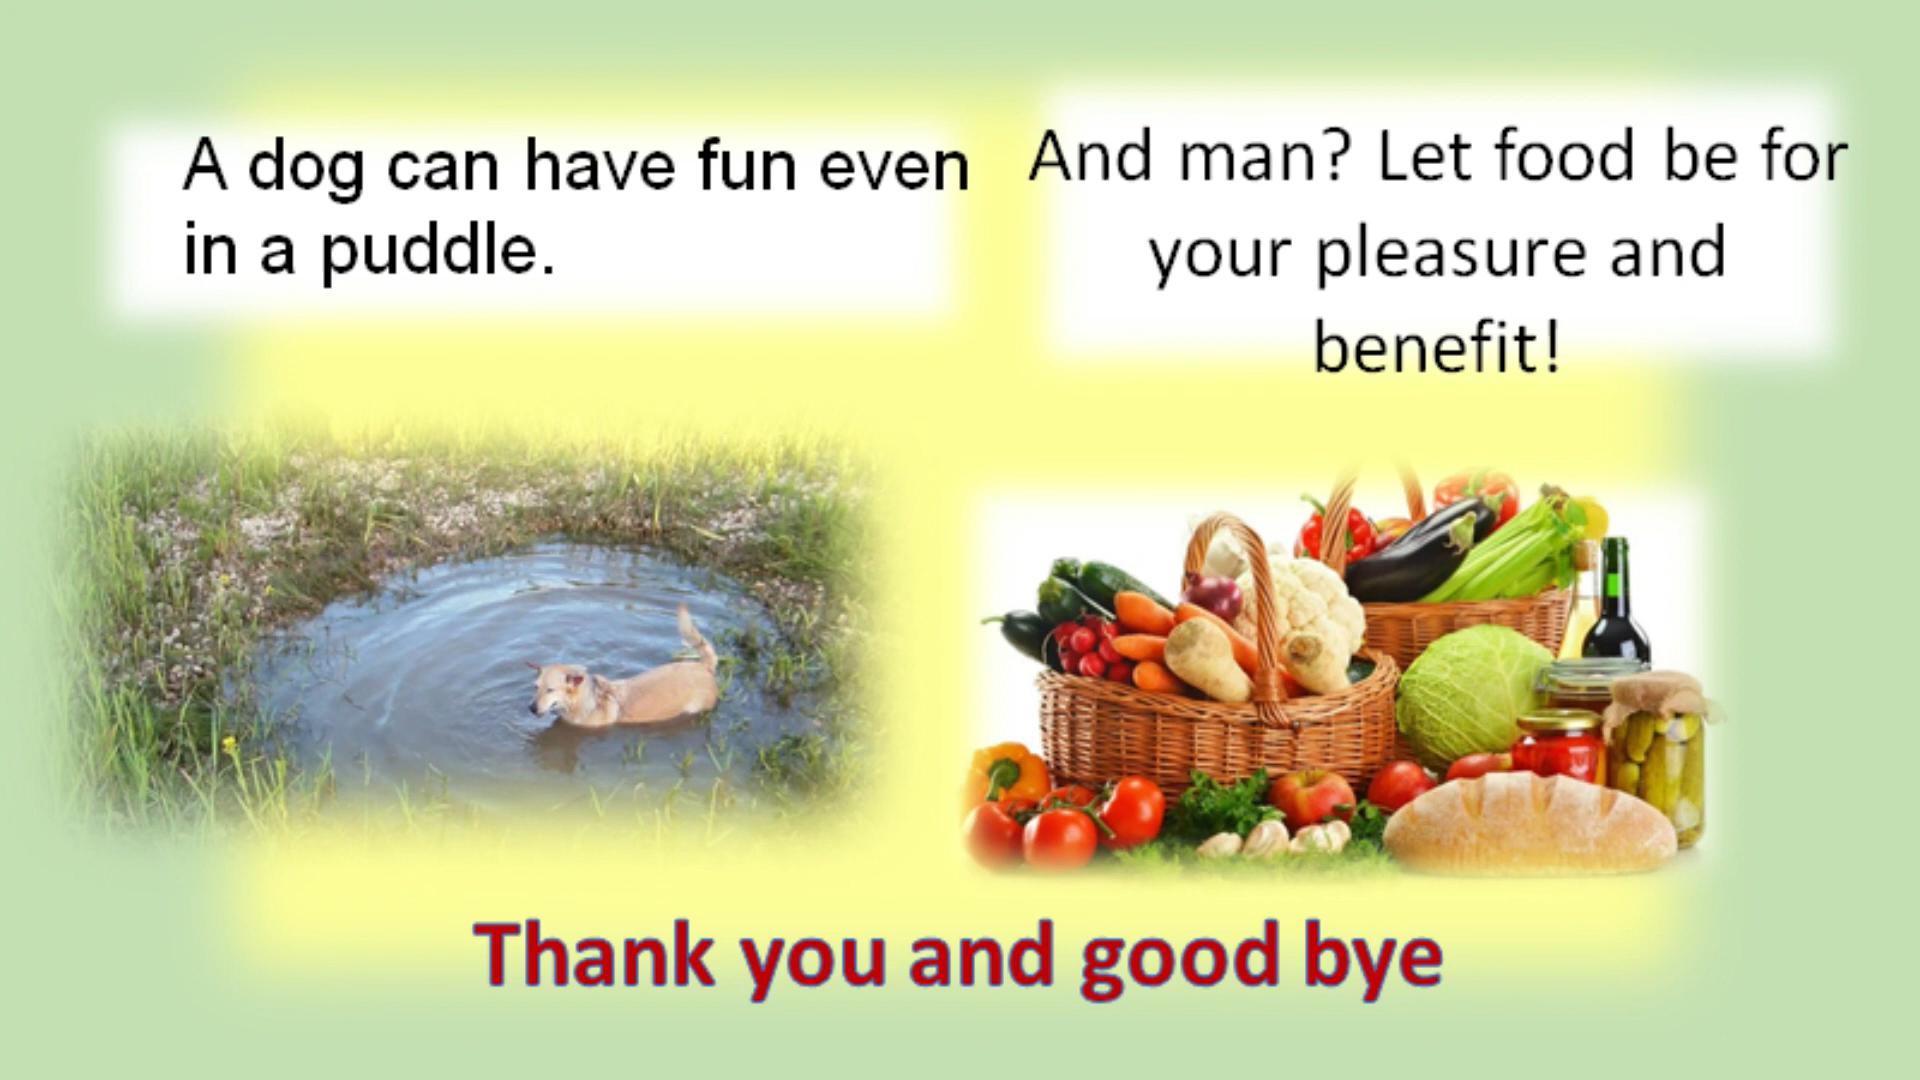 A dog can have fun even
in a puddle.
And man? Let food be for
your pleasure and
benefit!
Thank you and good bye